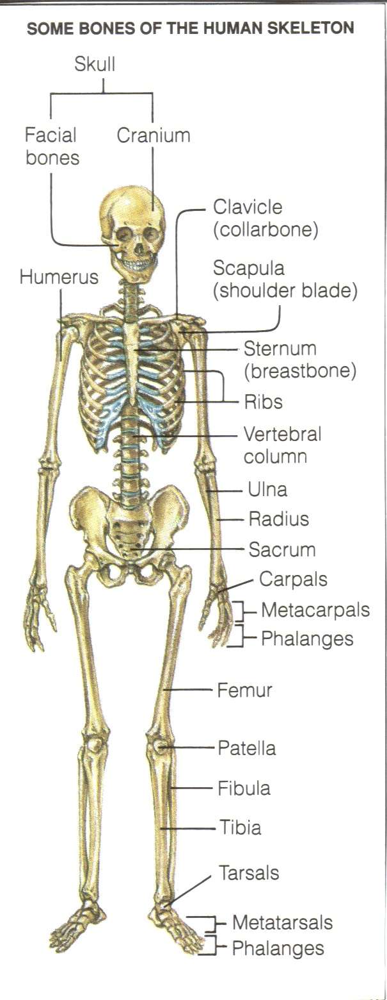 SOME BONES OF THE HUMAN SKELETON
Skull
Facial
bones
Cranium
Clavicle
(collarbone)
Scapula
(shoulder blade)
Humerus
Sternum
(breastbone)
Ribs
Vertebral
column
Ulna
Radius
Sacrum
Carpals
Metacarpals
Phalanges
Femur
Patella
Fibula
Tibia
Tarsals
Metatarsals
Phalanges